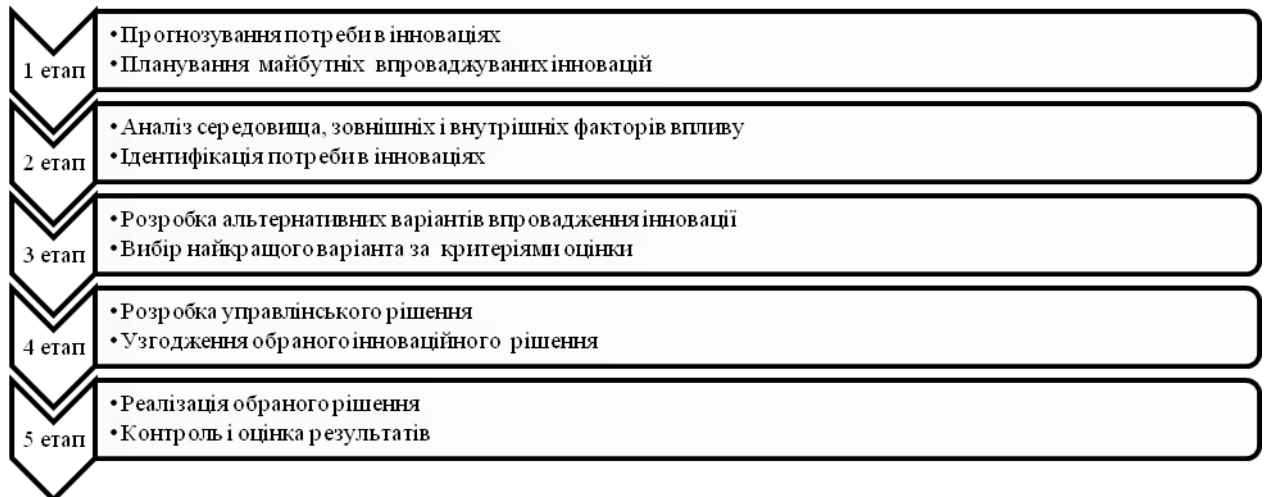 1 етап
• Прогнозування потреби в інноваціях
• Планування майбутніх впроваджуваних інновацій
2 етап
• Аналіз середовища, зовнішніх і внутрішніх факторів впливу
• Ідентифікація потреби в інноваціях
3 етап
• Розробка альтернативних варіантів впровадження інновації
• Вибір найкращого варіанта за критеріями оцінки
4 етап
• Розробка управлінського рішення
• Узгодження обраного інноваційного рішення
5 етап
• Реалізація обраного рішення
• Контроль і оцінка результатів